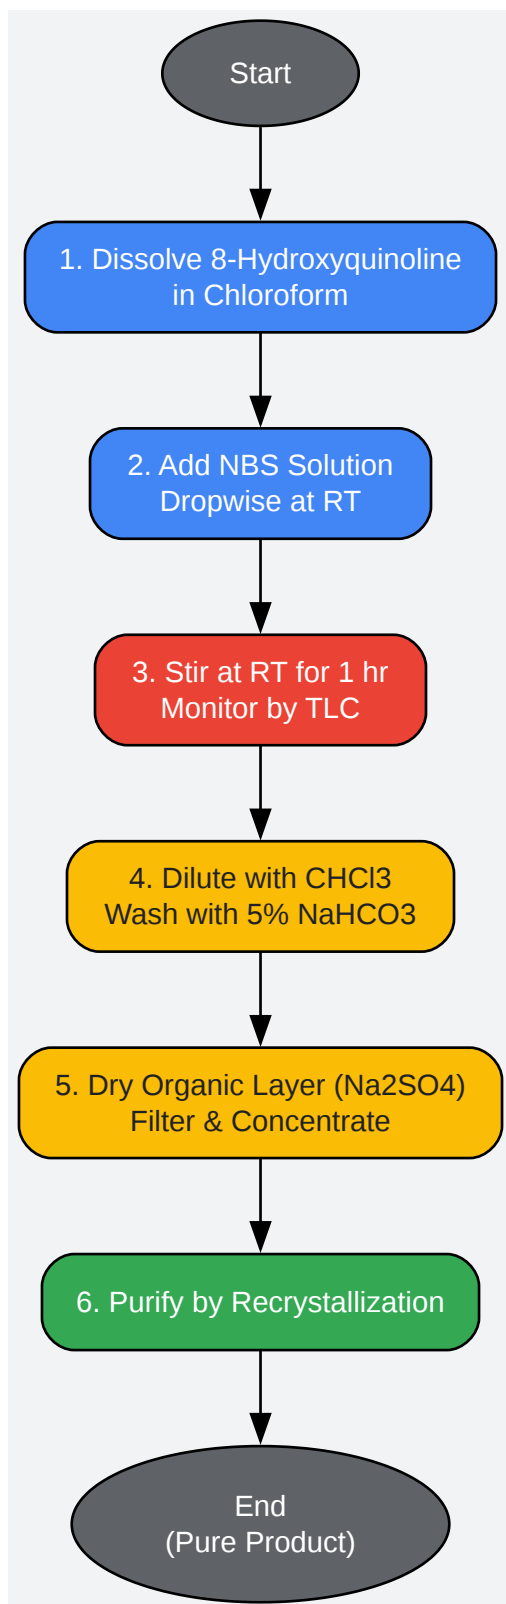 Start
1. Dissolve 8-Hydroxyquinoline
in Chloroform
2. Add NBS Solution
Dropwise at RT
3. Stir at RT for 1 hr
Monitor by TLC
4. Dilute with CHCl3
Wash with 5% NaHCO3
5. Dry Organic Layer (Na2SO4)
Filter & Concentrate
6. Purify by Recrystallization
End
(Pure Product)